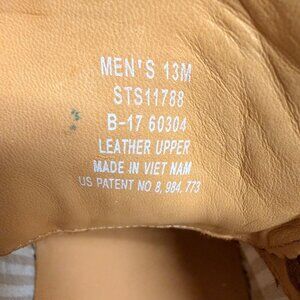 MEN'S 13M
STS11788
B-17 60304
LEATHER UPPER
MADE IN VIET NAM
US PATENT NO 8, 984, 773